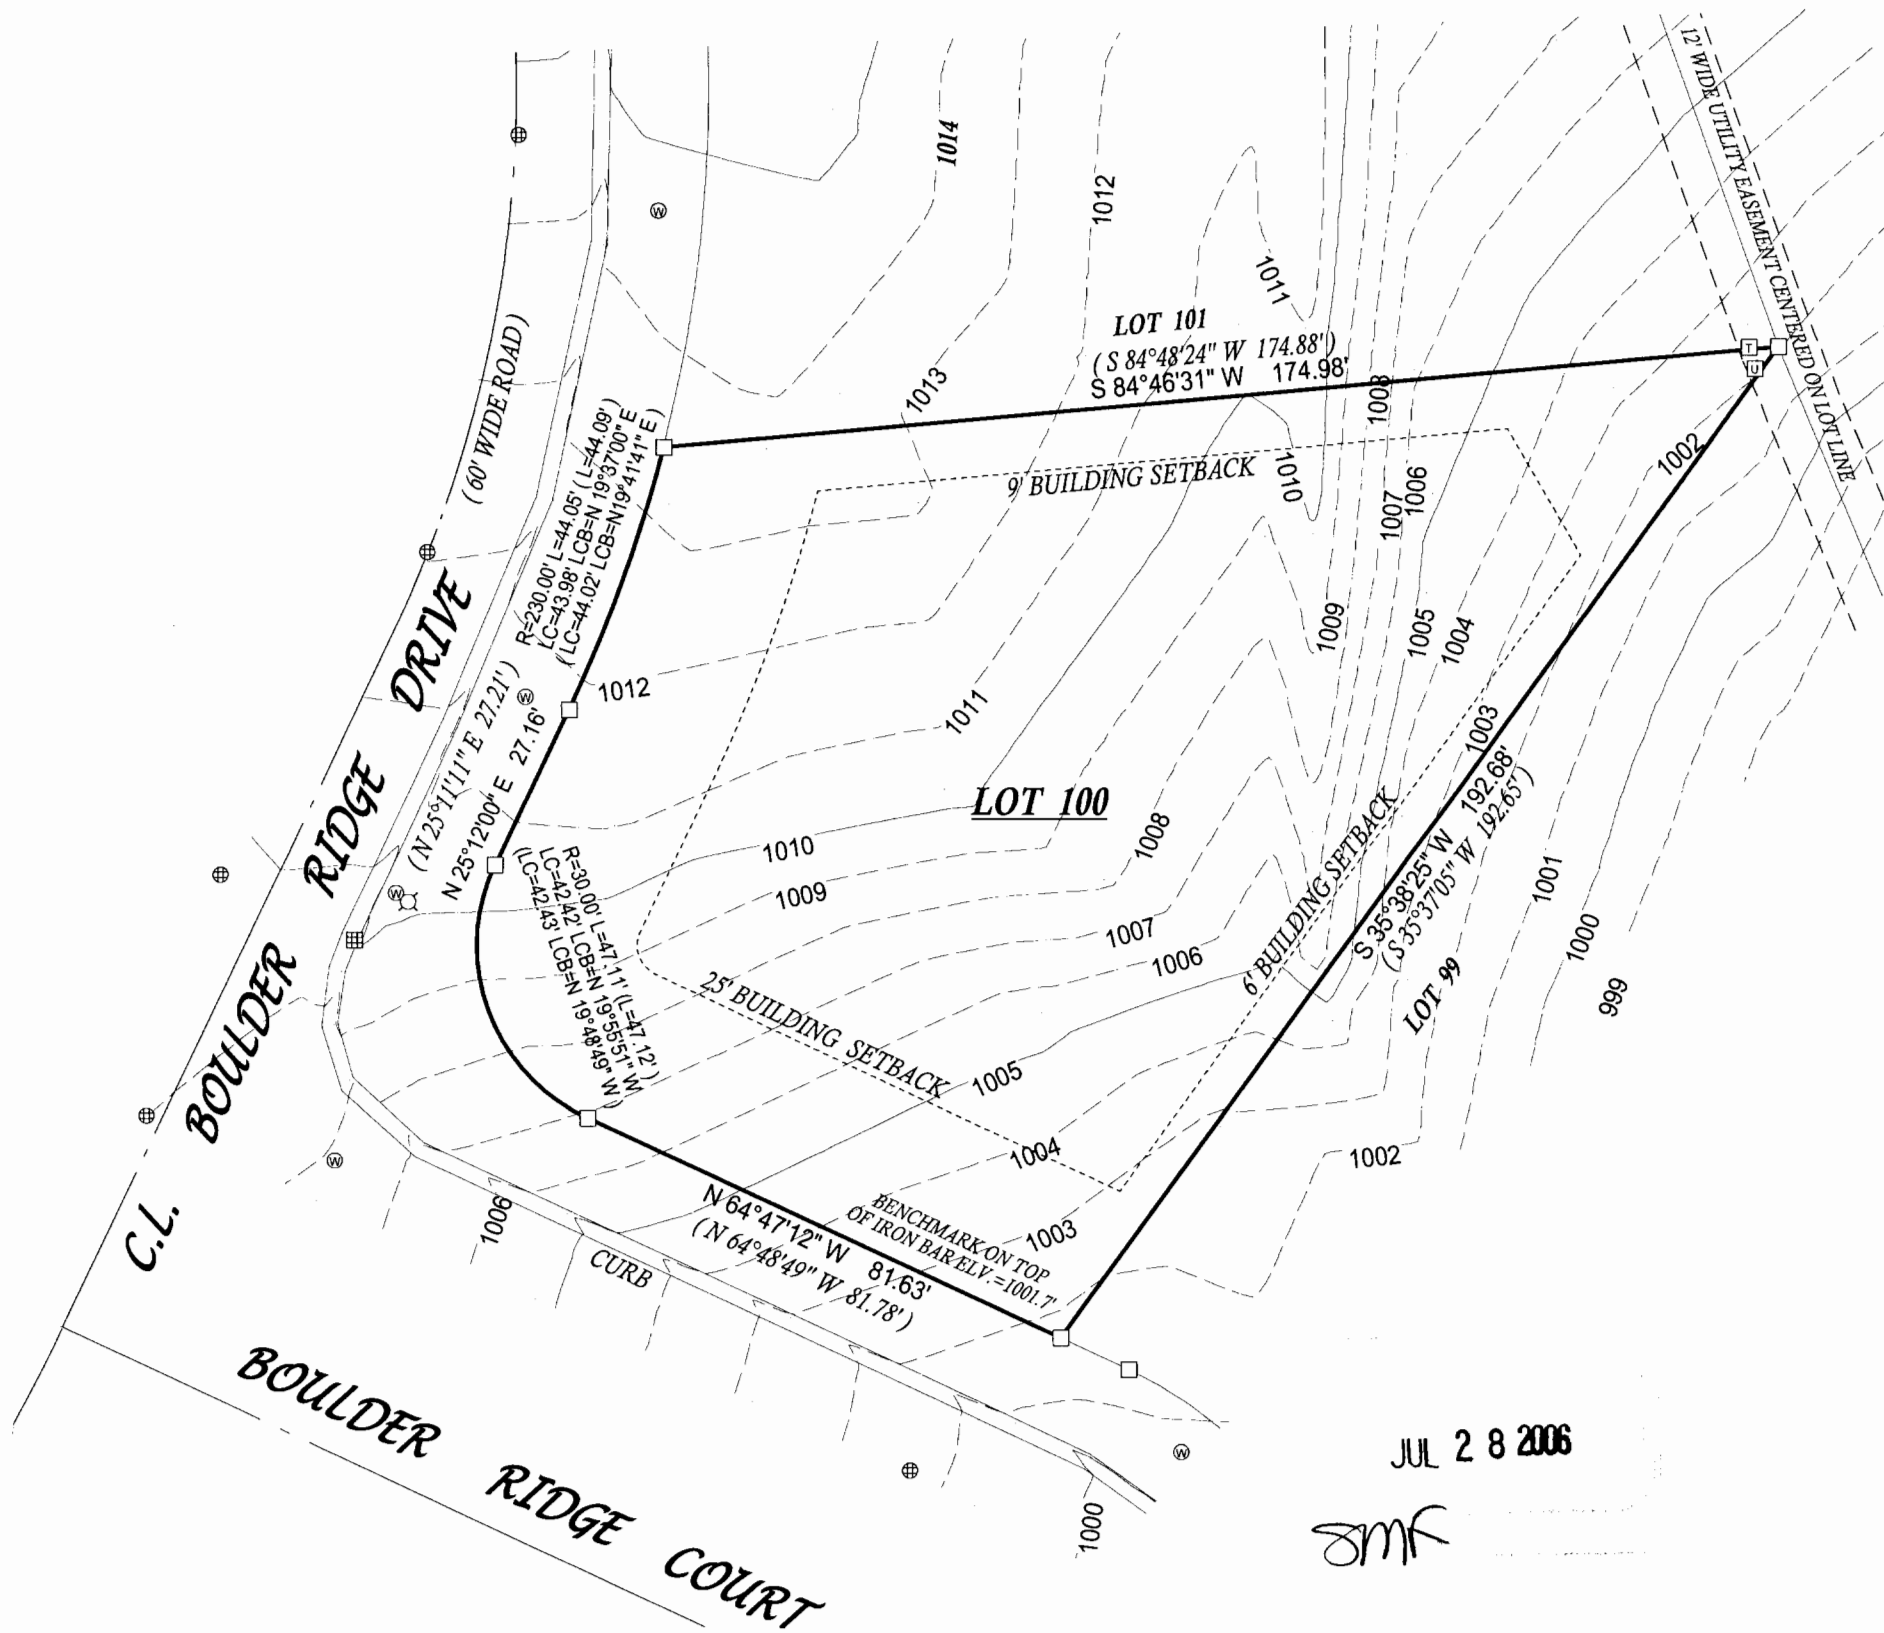 12' WIDE UTILITY EASEMENT CENTERED ON LOT LINE
1014
1012
1011
LOT 101
( S 84°48'24" W 174.88' )
S 84°46'31" W 174.98'
1008
T
U
1013
( 60' WIDE ROAD )
R=230.00' L=44.05' ( L=44.09' )
LC=43.98' LCB=N 19°37'00" E
( LC=44.02' LCB=N19°41'41" E )
9' BUILDING SETBACK
1010
1007
1006
1002
1009
1005
1004
1012
1011
( N 25°11'11" E 27.21' )
N 25°12'00" E 27.16'
1003
LOT 100
1008
1010
1009
1007
1006
6' BUILDING SETBACK
S 35°38'25" W 192.68'
( S 35°37'05" W 192.65' )
LOT 99
1001
1000
999
R=30.00' L=47.11' ( L=47.12' )
LC=42.42' LCB=N 19°55'51" W
(LC=42.43' LCB=N 19°48'49" W )
25' BUILDING SETBACK
1005
1004
1003
1002
C.L. BOULDER RIDGE DRIVE
1006
N 64°47'12" W 81.63'
( N 64°48'49" W 81.78' )
BENCHMARK ON TOP
OF IRON BAR ELV.=1001.7'
CURB
BOULDER RIDGE COURT
1000
W
W
W
W
W
JUL 28 2006
SMF